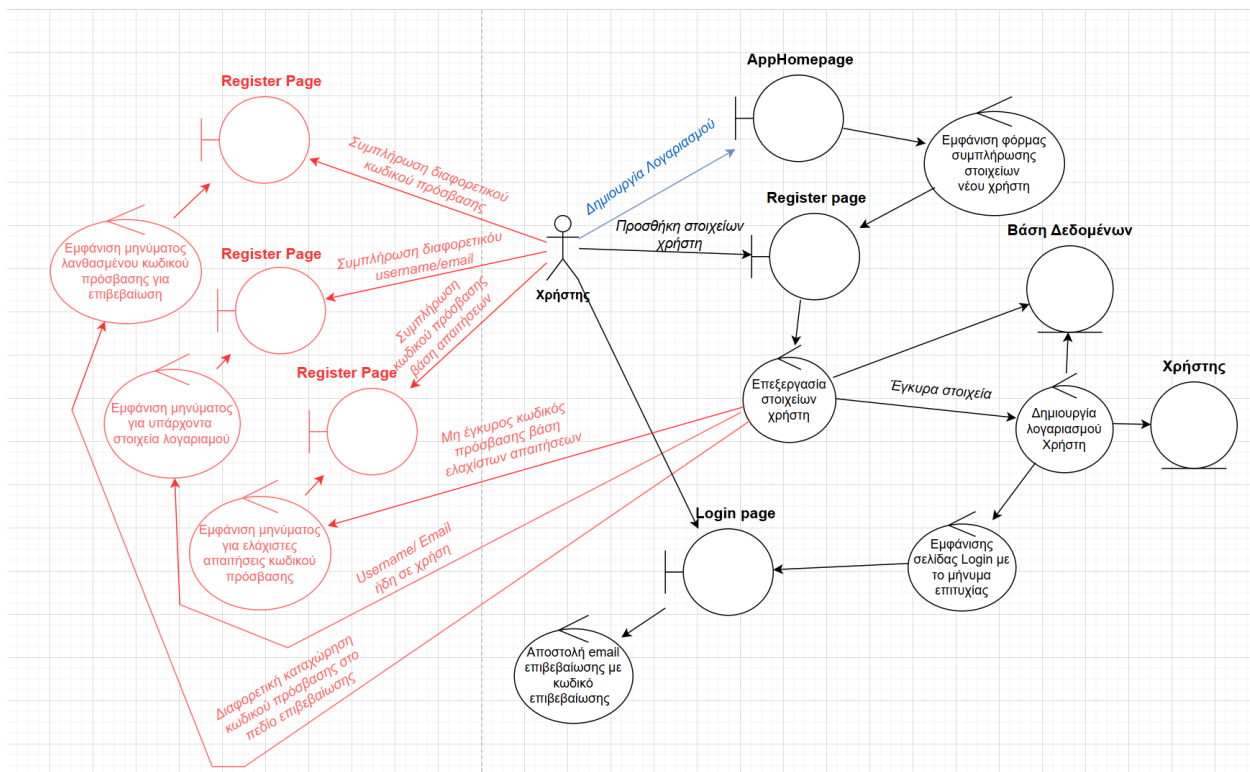 AppHomepage
Register Page
Δημιουργία Λογαριασμού
Εμφάνιση φόρμας
συμπλήρωσης
στοιχείων
νέου χρήστη
Συμπλήρωση διαφορετικού
κωδικού πρόσβασης
Register page
Προσθήκη στοιχείων
χρήστη
Βάση Δεδομένων
Εμφάνιση μηνύματος
λανθασμένου κωδικού
πρόσβασης για
επιβεβαίωση
Register Page
Συμπλήρωση διαφορετικόυ
username/email
Χρήστης
Συμπλήρωση
κωδικού πρόσβασης
βάση απαιτήσεων
Register Page
Χρήστης
Επεξεργασία
στοιχείων
χρήστη
Έγκυρα στοιχεία
Δημιουργία
λογαριασμού
Χρήστη
Εμφάνιση μηνύματος
για υπάρχοντα
στοιχεία λογαριαμού
Μη έγκυρος κωδικός
πρόσβασης βάση
ελαχίστων απαιτήσεων
Login page
Εμφάνιση μηνύματος
για ελάχιστες
απαιτήσεις κωδικού
πρόσβασης
Username/ Email
ήδη σε χρήση
Εμφάνισης
σελίδας Login με
το μήνυμα
επιτυχίας
Διαφορετική καταχώρηση
κωδικού πρόσβασης στο
πεδίο επιβεβαίωσης
Αποστολή email
επιβεβαίωσης με
κωδικό
επιβεβαίωσης